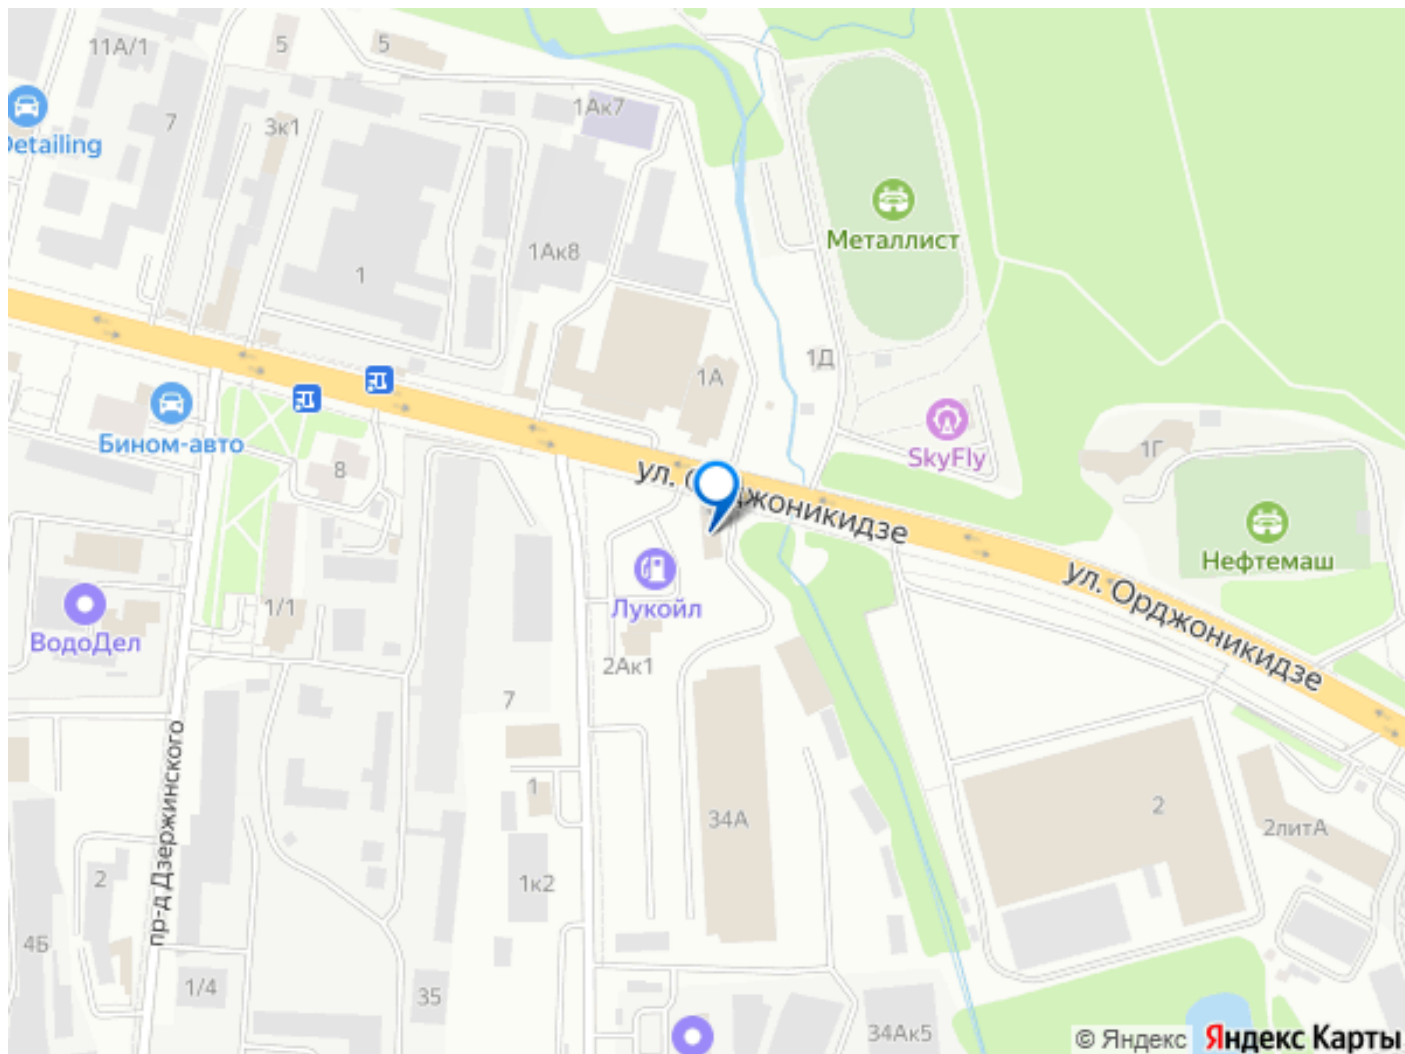 11А/1
5
5
Detailing
7
3к1
1Ак7
Металлист
1Ак8
1
1А
1Д
Бином-авто
8
SkyFly
1Г
ул. Орджоникидзе
Нефтемаш
ул. Орджоникидзе
Лукойл
1/1
ВодоДел
2Ак1
7
пр-д Дзержинского
1
34А
2
2литА
2
1к2
4Б
1/4
35
34Ак5
© Яндекс Яндекс Карты